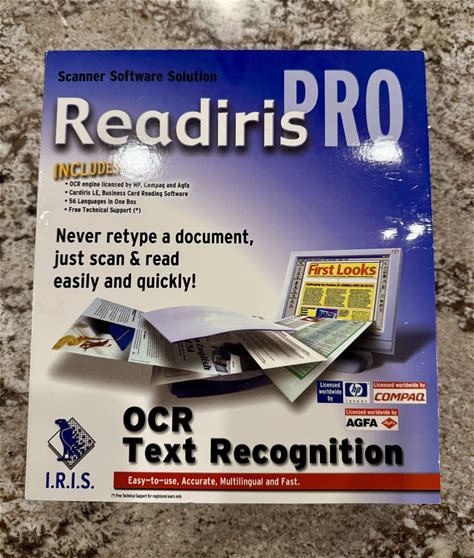 Scanner Software Solution
Readiris PRO
INCLUDES
• OCR engine licensed by HP, Compaq and Agfa
• Cardiris LE, Business Card Reading Software
• 56 Languages in One Box
• Free Technical Support (*)
Never retype a document,
just scan & read
easily and quickly!
First Looks
Licensed worldwide by
hp
Licensed worldwide by
COMPAQ
Licensed worldwide by
AGFA
OCR
Text Recognition
I.R.I.S.
Easy-to-use, Accurate, Multilingual and Fast.
(*) Free Technical Support for registered users only